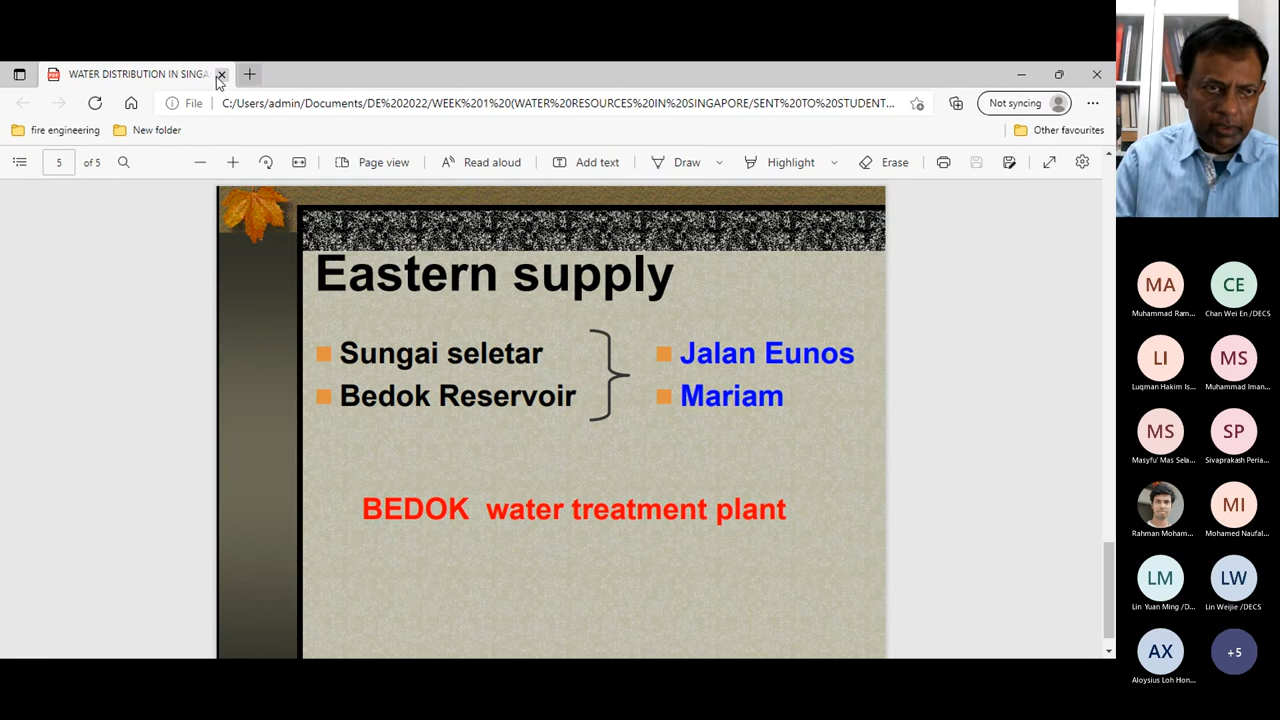 WATER DISTRIBUTION IN SINGA
File
C:/Users/admin/Documents/DE%202022/WEEK%201%20(WATER%20RESOURCES%20IN%20SINGAPORE/SENT%20TO%20STUDENT...
Not syncing
fire engineering
New folder
Other favourites
5 of 5
Page view
Read aloud
Add text
Draw
Highlight
Erase
Eastern supply
Sungai seletar
Jalan Eunos
Bedok Reservoir
Mariam
BEDOK water treatment plant
MA
CE
Muhammad Ram...
Chan Wei En /DECS
LI
MS
Luqman Hakim Is...
Muhammad Iman...
MS
SP
Masyfu' Mas Sela...
Sivaprakash Peria...
MI
Rahman Moham...
Mohamed Naufal...
LM
LW
Lin Yuan Ming /D...
Lin Weijie /DECS
AX
+5
Aloysius Loh Hon...